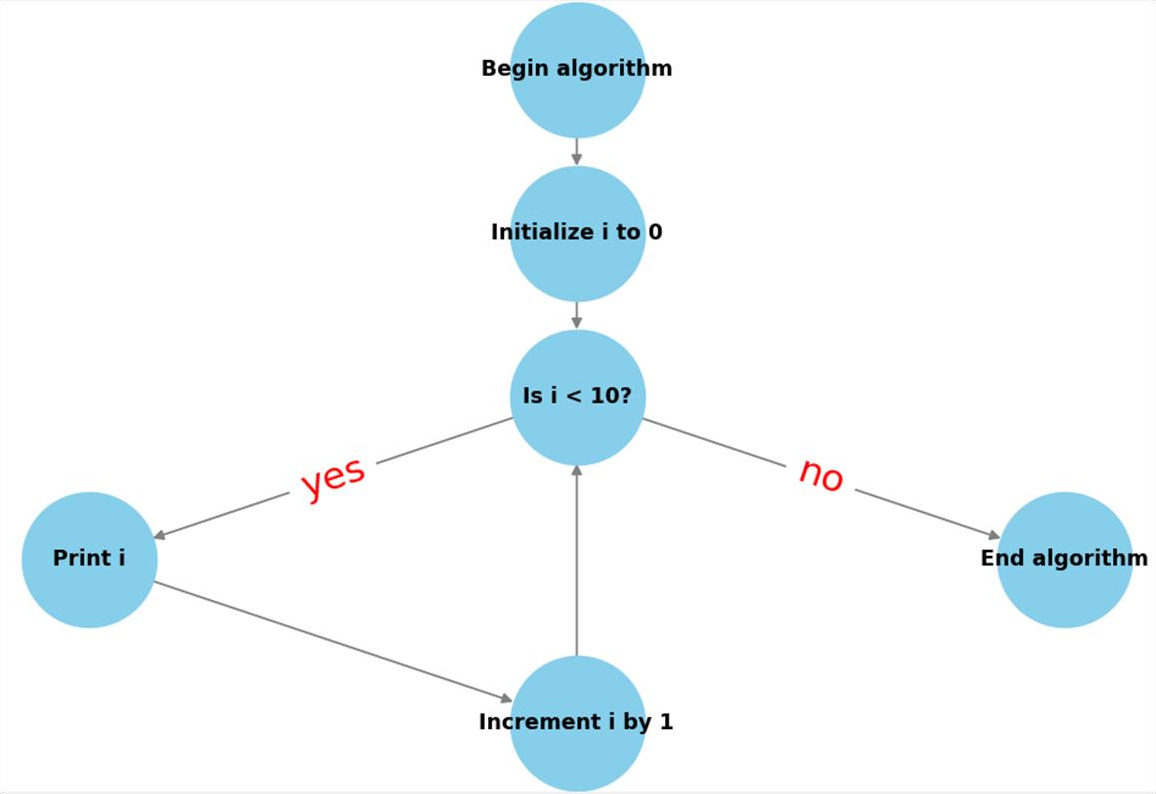 Begin algorithm
Initialize i to 0
Is i < 10?
yes
no
Print i
End algorithm
Increment i by 1